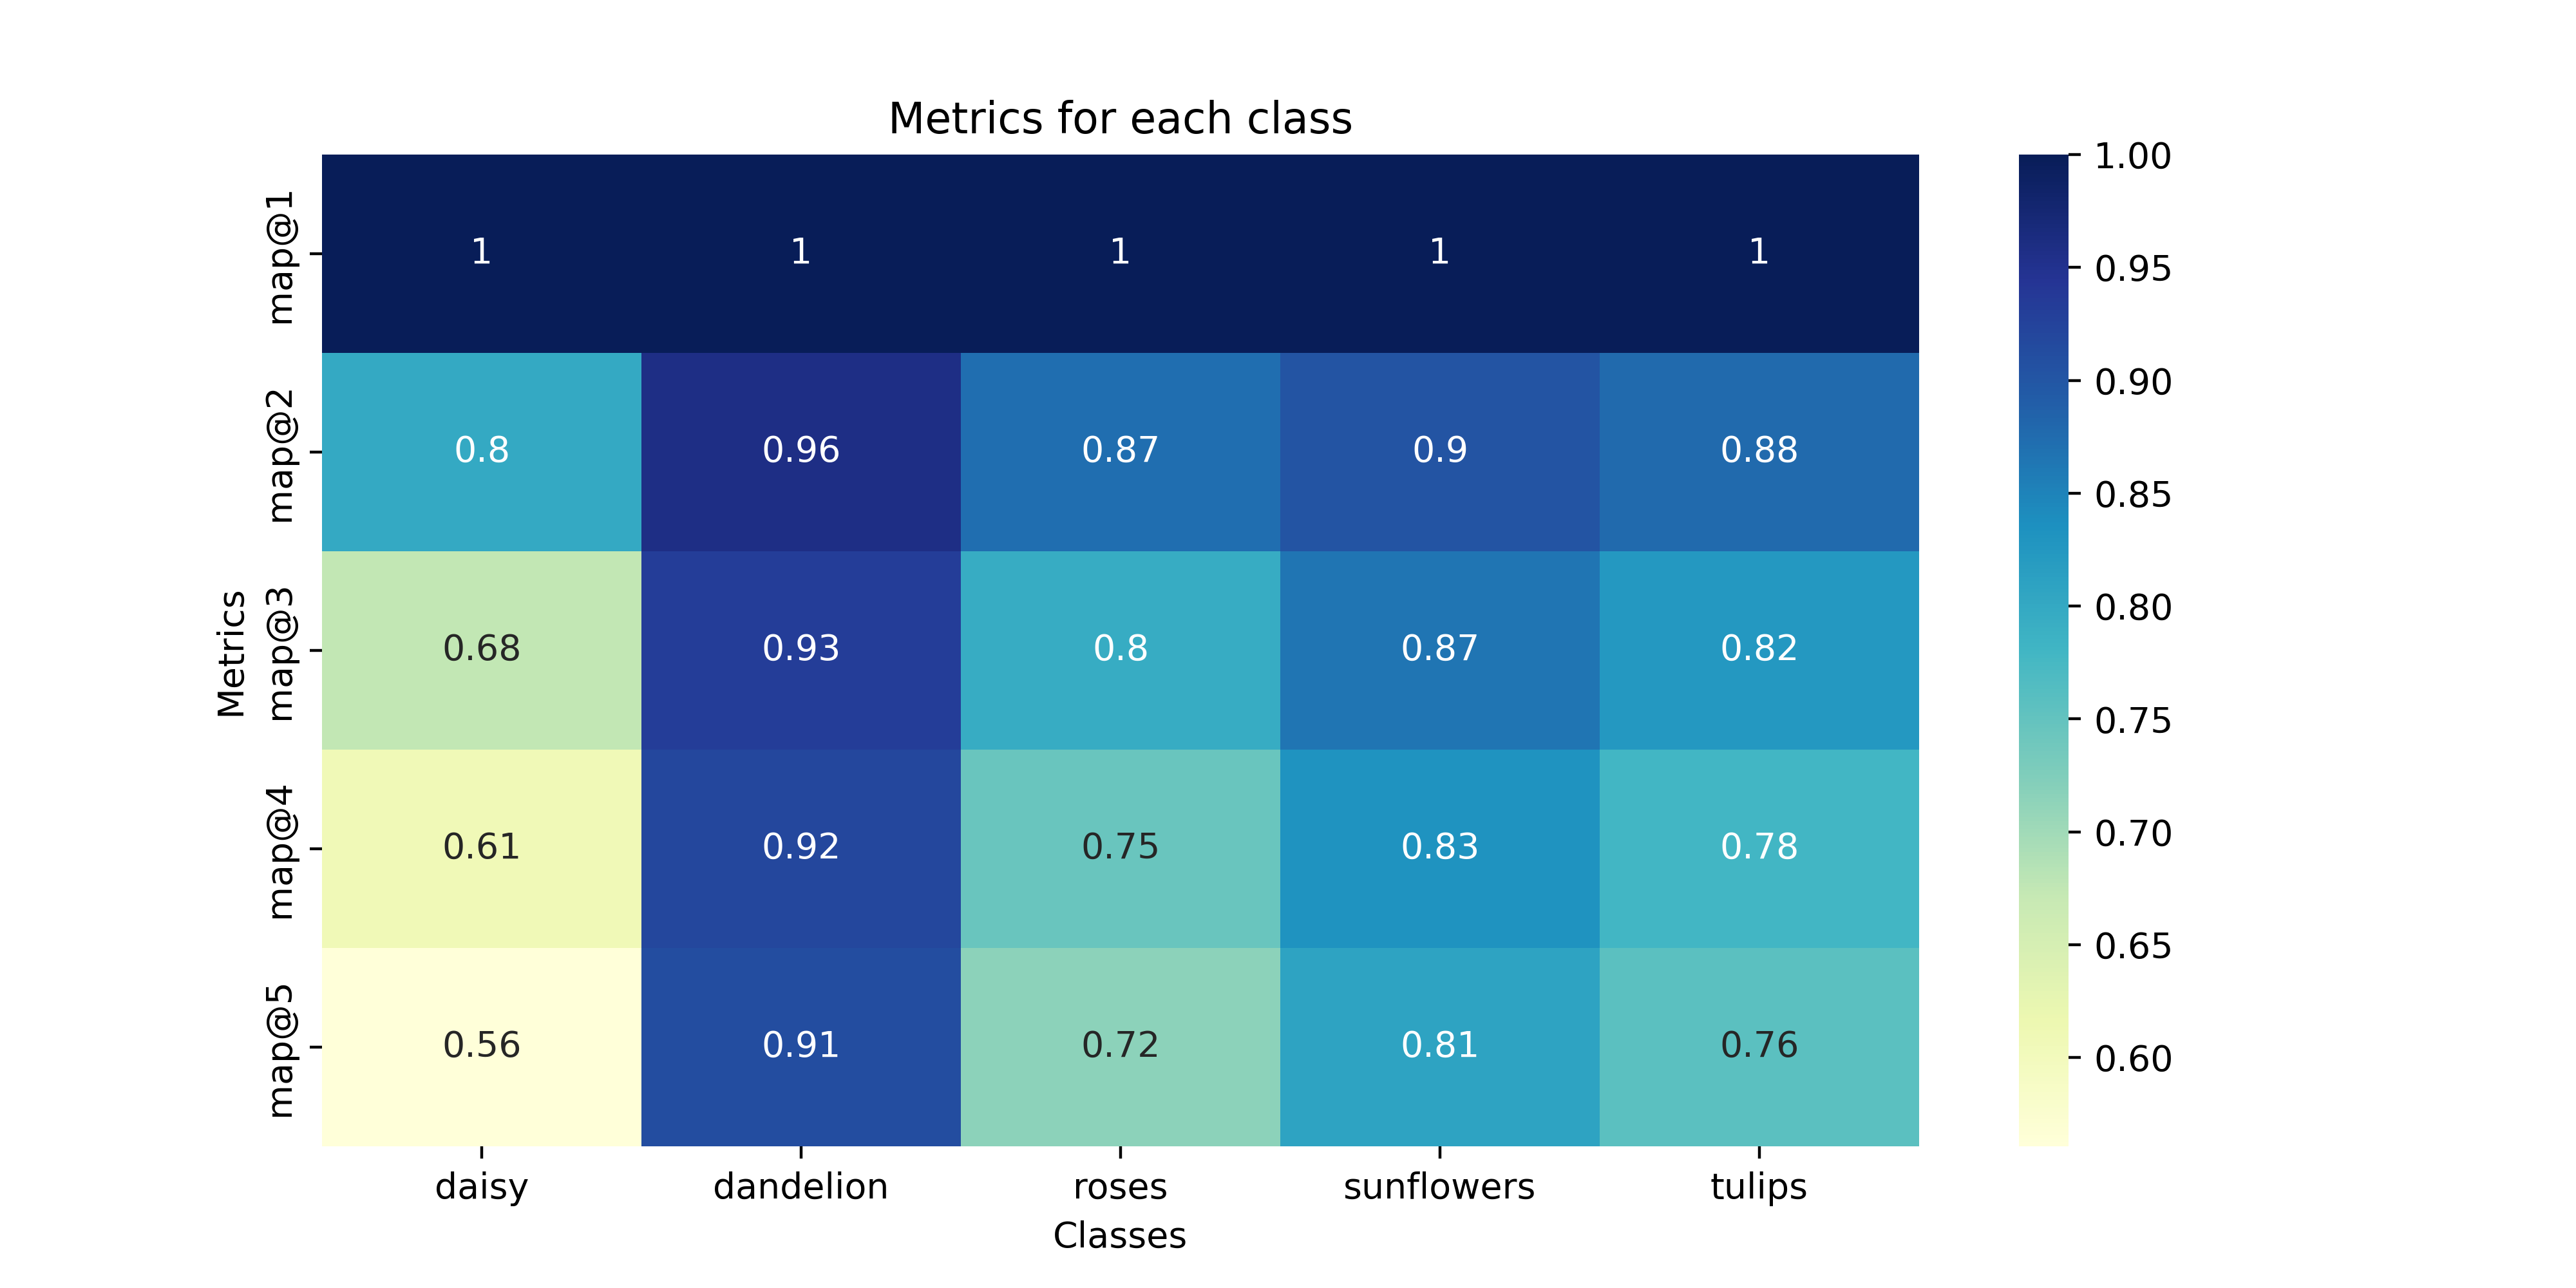 Metrics for each class
Metrics
map@1 1 1 1 1 1
map@2 0.8 0.96 0.87 0.9 0.88
map@3 0.68 0.93 0.8 0.87 0.82
map@4 0.61 0.92 0.75 0.83 0.78
map@5 0.56 0.91 0.72 0.81 0.76
daisy dandelion roses sunflowers tulips
Classes
1.00
0.95
0.90
0.85
0.80
0.75
0.70
0.65
0.60